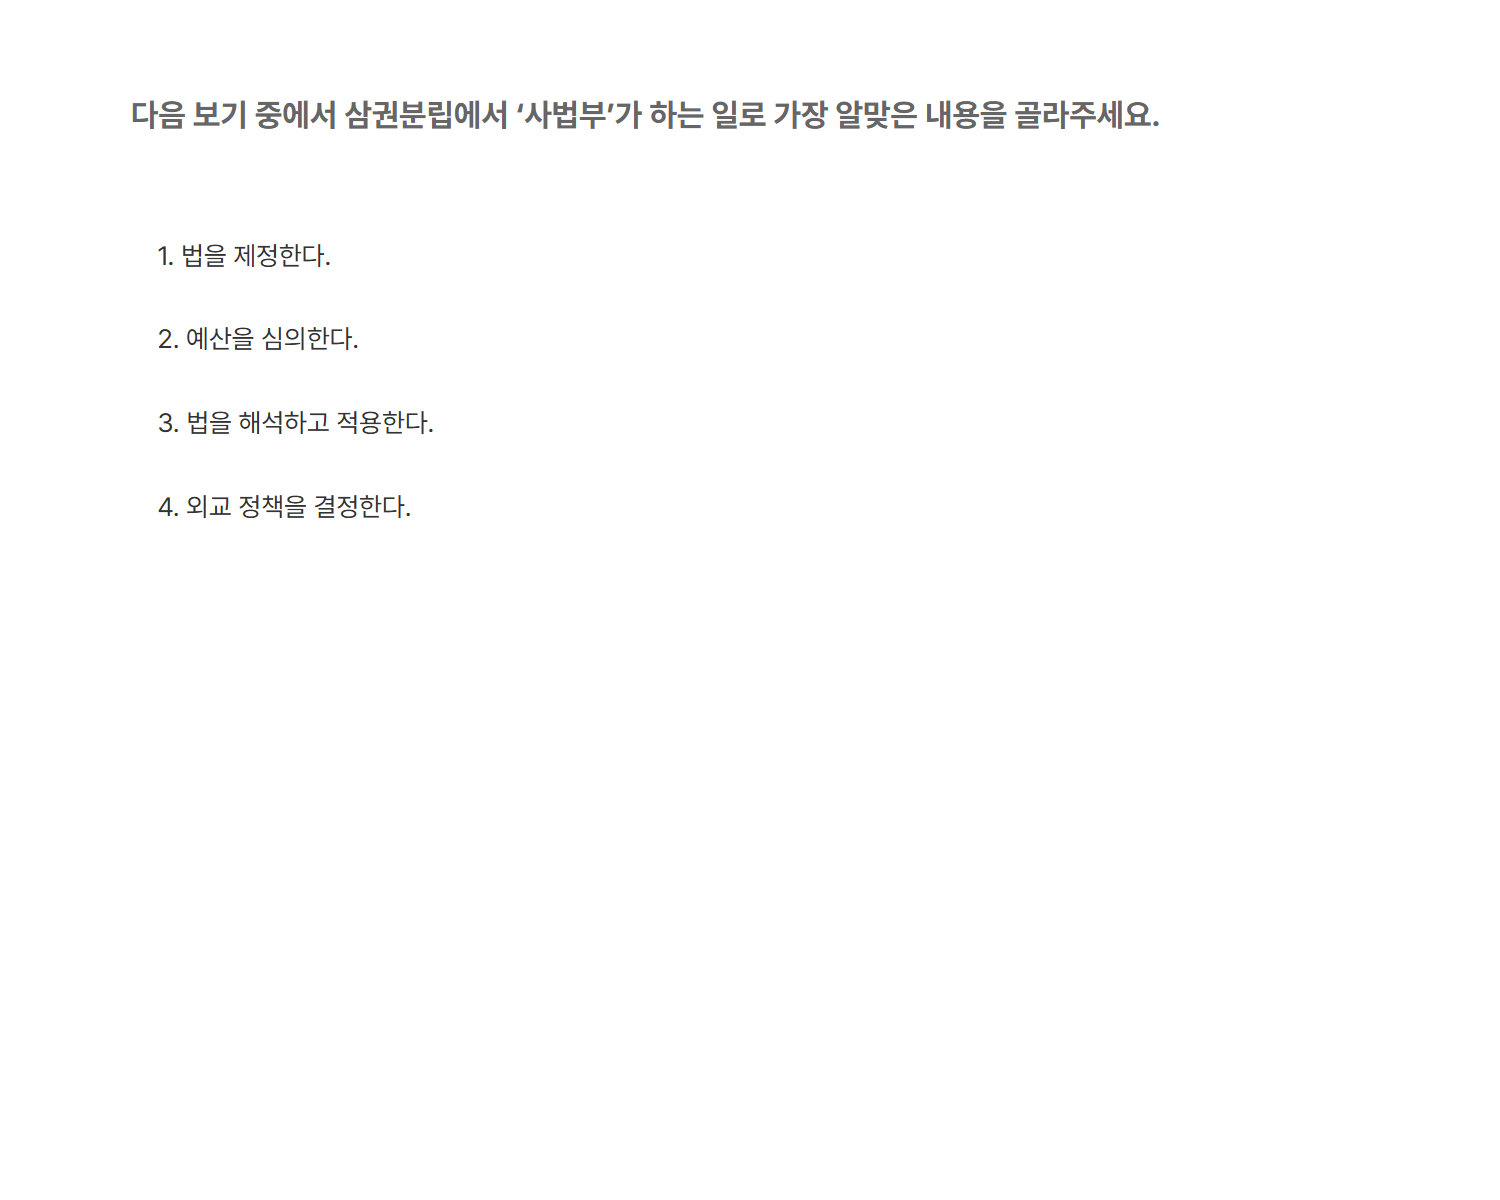 다음 보기 중에서 삼권분립에서 ‘사법부’가 하는 일로 가장 알맞은 내용을 골라주세요.
1. 법을 제정한다.
2. 예산을 심의한다.
3. 법을 해석하고 적용한다.
4. 외교 정책을 결정한다.